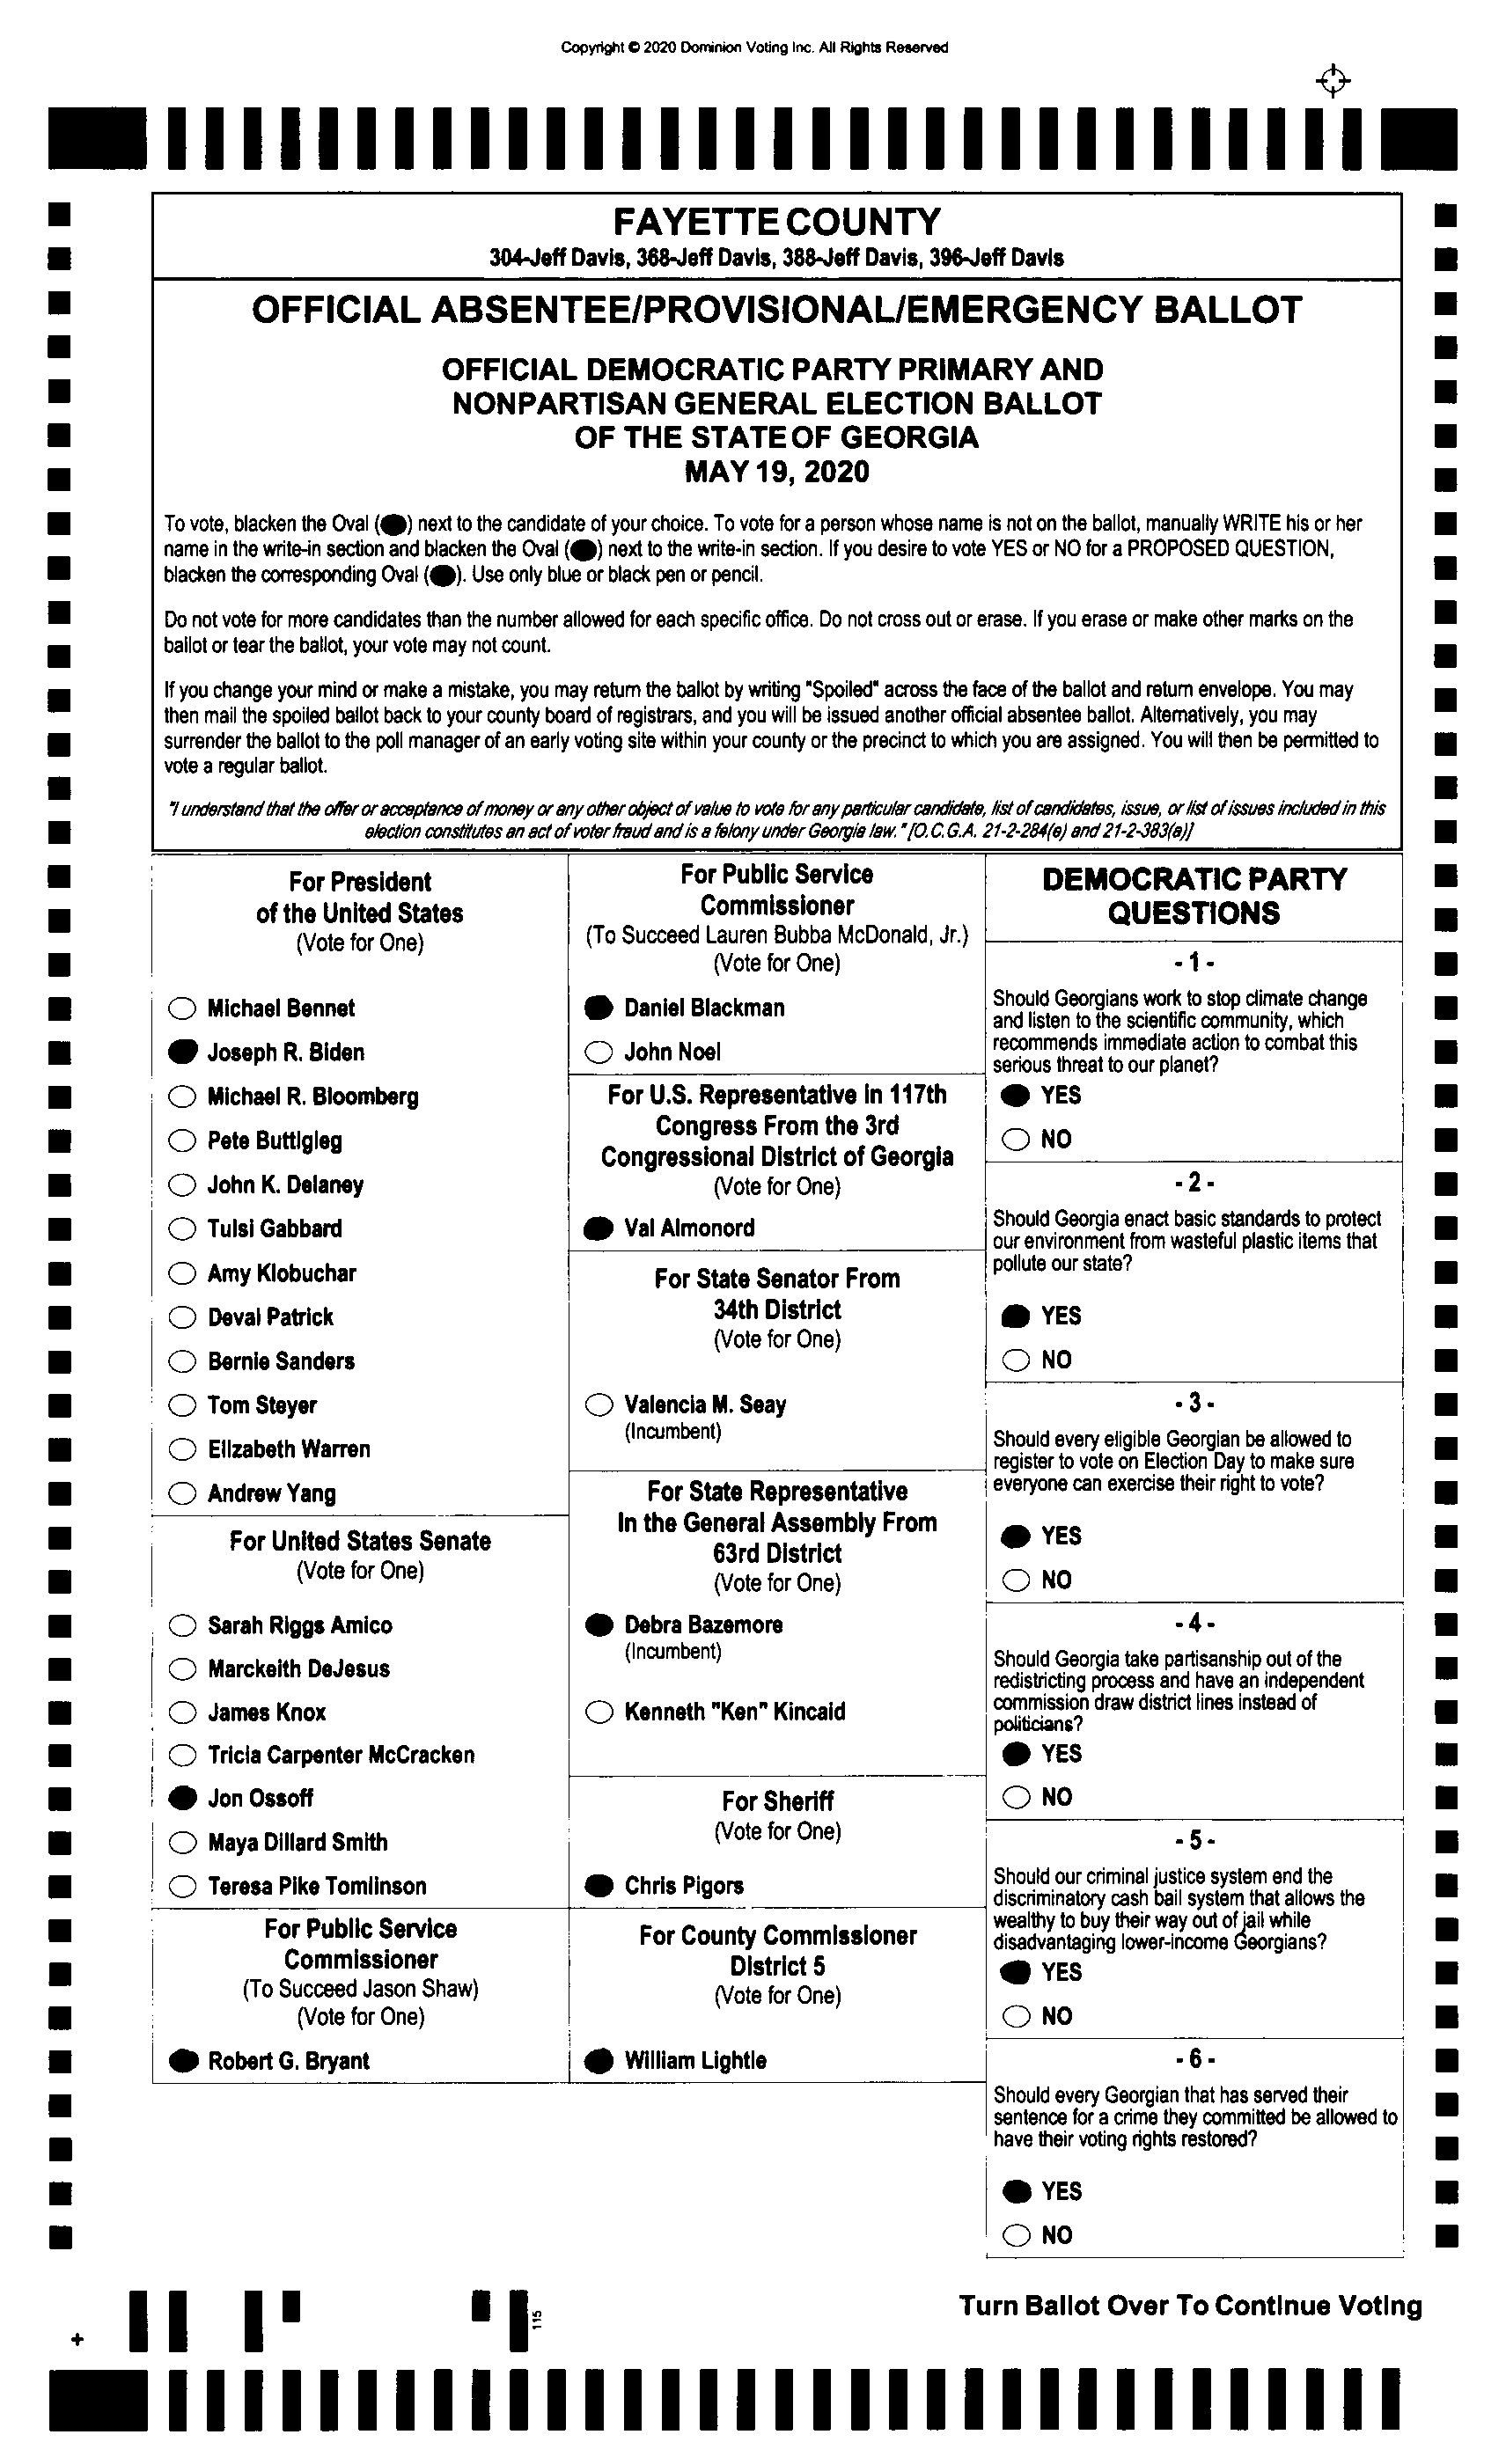 Copyright © 2020 Dominion Voting Inc. All Rights Reserved
FAYETTE COUNTY
304-Jeff Davis, 368-Jeff Davis, 388-Jeff Davis, 396-Jeff Davis
OFFICIAL ABSENTEE/PROVISIONAL/EMERGENCY BALLOT
OFFICIAL DEMOCRATIC PARTY PRIMARY AND
NONPARTISAN GENERAL ELECTION BALLOT
OF THE STATE OF GEORGIA
MAY 19, 2020
To vote, blacken the Oval ( ) next to the candidate of your choice. To vote for a person whose name is not on the ballot, manually WRITE his or her
name in the write-in section and blacken the Oval ( ) next to the write-in section. If you desire to vote YES or NO for a PROPOSED QUESTION,
blacken the corresponding Oval ( ). Use only blue or black pen or pencil.
Do not vote for more candidates than the number allowed for each specific office. Do not cross out or erase. If you erase or make other marks on the
ballot or tear the ballot, your vote may not count.
If you change your mind or make a mistake, you may return the ballot by writing "Spoiled" across the face of the ballot and return envelope. You may
then mail the spoiled ballot back to your county board of registrars, and you will be issued another official absentee ballot. Alternatively, you may
surrender the ballot to the poll manager of an early voting site within your county or the precinct to which you are assigned. You will then be permitted to
vote a regular ballot.
"I understand that the offer or acceptance of money or any other object of value to vote for any particular candidate, list of candidates, issue, or list of issues included in this
election constitutes an act of voter fraud and is a felony under Georgia law." [O.C.G.A. 21-2-284(e) and 21-2-383(a)]
For President
of the United States
(Vote for One)
Michael Bennet
Joseph R. Biden
Michael R. Bloomberg
Pete Buttigieg
John K. Delaney
Tulsi Gabbard
Amy Klobuchar
Deval Patrick
Bernie Sanders
Tom Steyer
Elizabeth Warren
Andrew Yang
For United States Senate
(Vote for One)
Sarah Riggs Amico
Marckeith DeJesus
James Knox
Tricia Carpenter McCracken
Jon Ossoff
Maya Dillard Smith
Teresa Pike Tomlinson
For Public Service
Commissioner
(To Succeed Jason Shaw)
(Vote for One)
Robert G. Bryant
For Public Service
Commissioner
(To Succeed Lauren Bubba McDonald, Jr.)
(Vote for One)
Daniel Blackman
John Noel
For U.S. Representative in 117th
Congress From the 3rd
Congressional District of Georgia
(Vote for One)
Val Almonord
For State Senator From
34th District
(Vote for One)
Valencia M. Seay
(Incumbent)
For State Representative
In the General Assembly From
63rd District
(Vote for One)
Debra Bazemore
(Incumbent)
Kenneth "Ken" Kincaid
For Sheriff
(Vote for One)
Chris Pigors
For County Commissioner
District 5
(Vote for One)
William Lightle
DEMOCRATIC PARTY
QUESTIONS
- 1 -
Should Georgians work to stop climate change
and listen to the scientific community, which
recommends immediate action to combat this
serious threat to our planet?
YES
NO
- 2 -
Should Georgia enact basic standards to protect
our environment from wasteful plastic items that
pollute our state?
YES
NO
- 3 -
Should every eligible Georgian be allowed to
register to vote on Election Day to make sure
everyone can exercise their right to vote?
YES
NO
- 4 -
Should Georgia take partisanship out of the
redistricting process and have an independent
commission draw district lines instead of
politicians?
YES
NO
- 5 -
Should our criminal justice system end the
discriminatory cash bail system that allows the
wealthy to buy their way out of jail while
disadvantaging lower-income Georgians?
YES
NO
- 6 -
Should every Georgian that has served their
sentence for a crime they committed be allowed to
have their voting rights restored?
YES
NO
Turn Ballot Over To Continue Voting
115